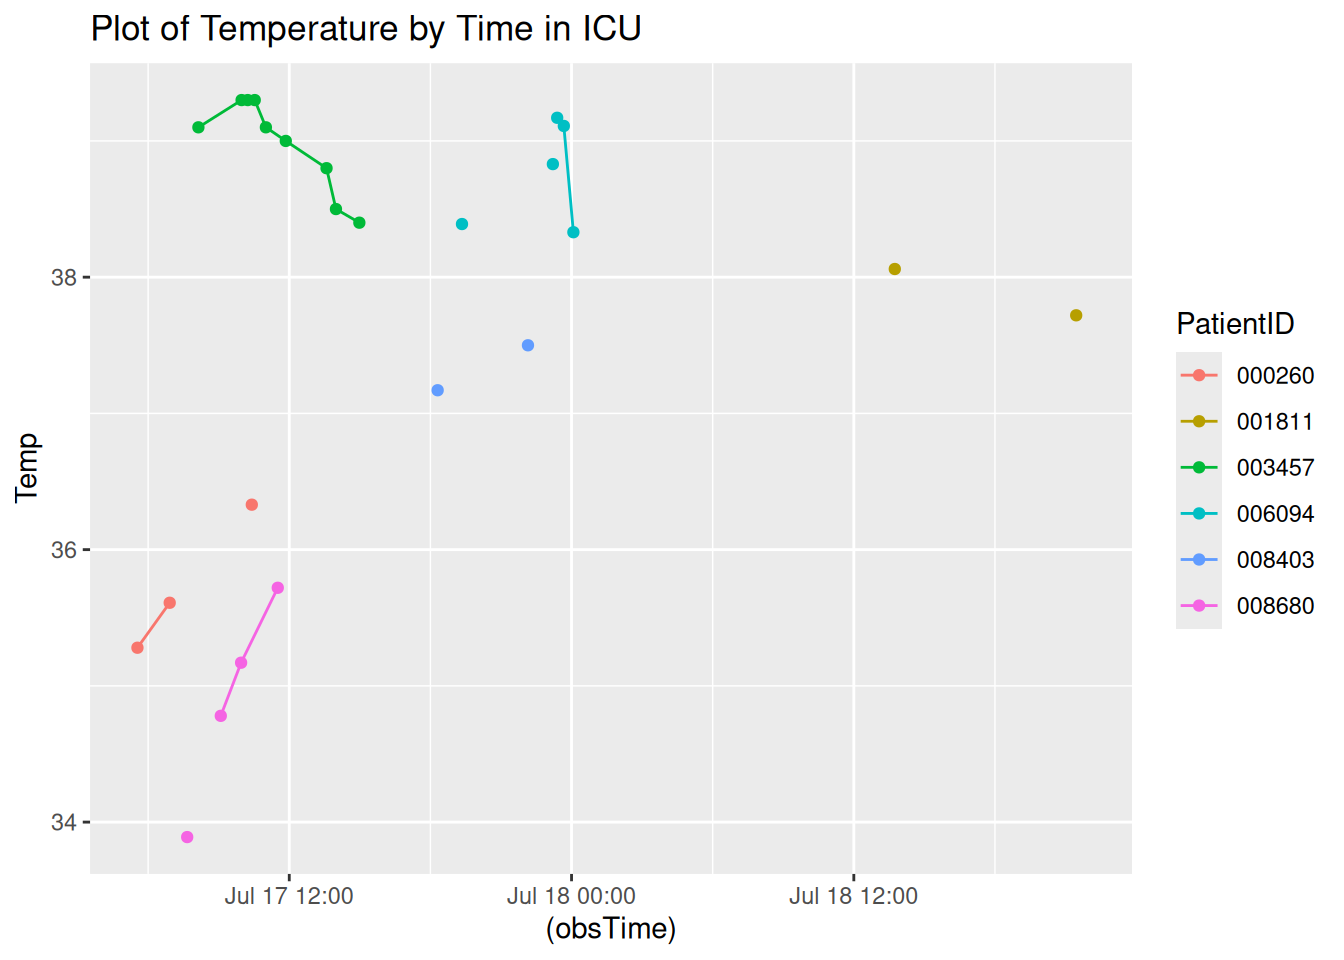 Plot of Temperature by Time in ICU
Temp
38
36
34
Jul 17 12:00
Jul 18 00:00
Jul 18 12:00
(obsTime)
PatientID
000260
001811
003457
006094
008403
008680